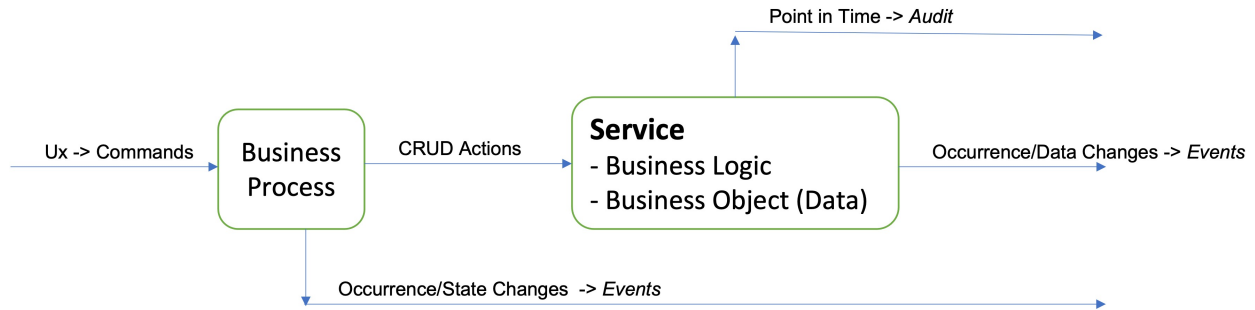 Point in Time -> Audit
Ux -> Commands
Business
Process
CRUD Actions
Service
- Business Logic
- Business Object (Data)
Occurrence/Data Changes -> Events
Occurrence/State Changes  -> Events